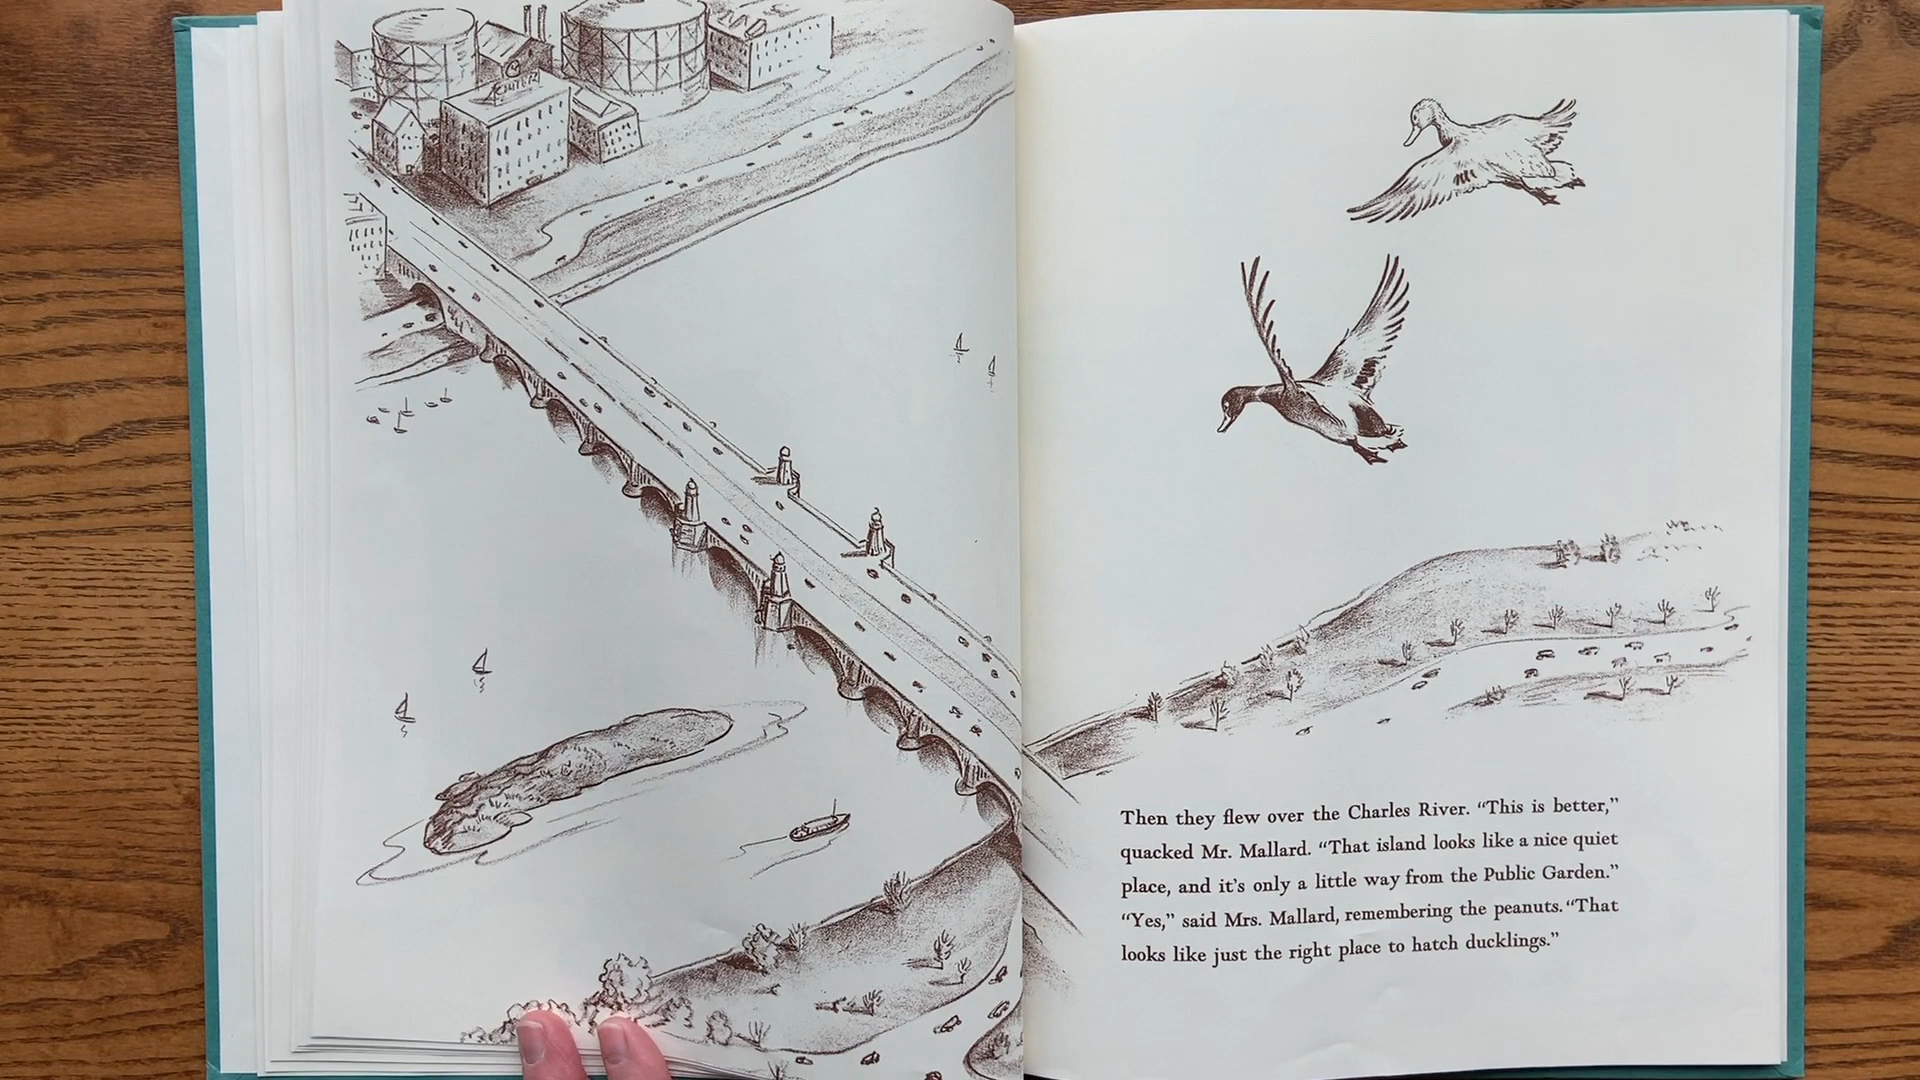 Then they flew over the Charles River. “This is better,”
quacked Mr. Mallard. “That island looks like a nice quiet
place, and it’s only a little way from the Public Garden.”
“Yes,” said Mrs. Mallard, remembering the peanuts. “That
looks like just the right place to hatch ducklings.”